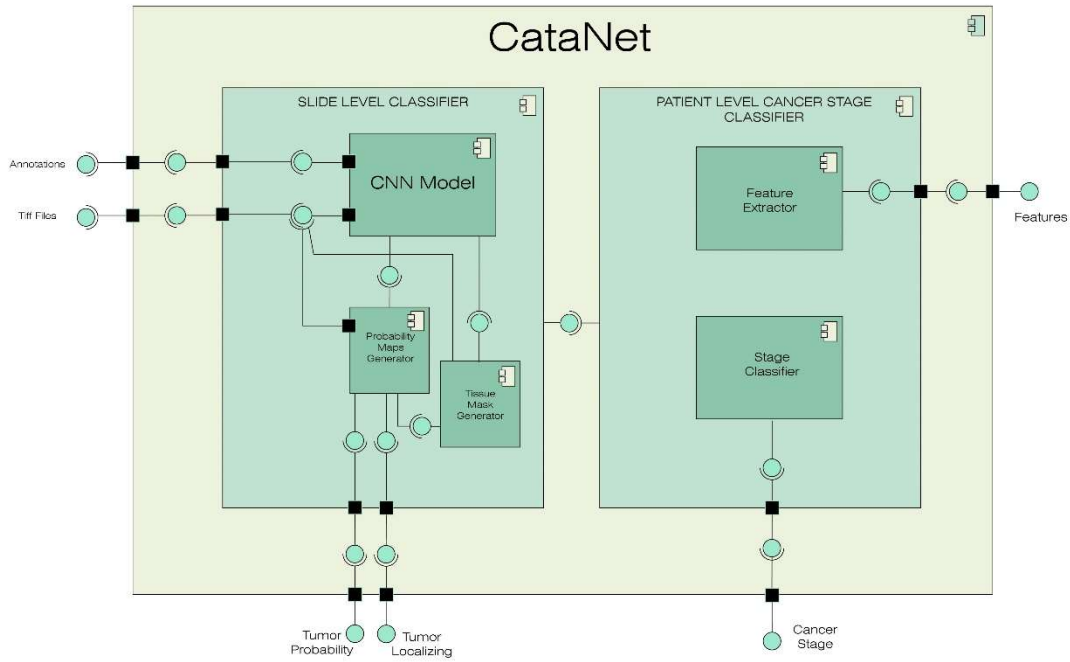 CataNet
SLIDE LEVEL CLASSIFIER
PATIENT LEVEL CANCER STAGE
CLASSIFIER
Annotations
CNN Model
Feature
Extractor
Tiff Files
Features
Probability
Maps
Generator
Stage
Classifier
Tissue
Mask
Generator
Tumor
Probability
Tumor
Localizing
Cancer
Stage